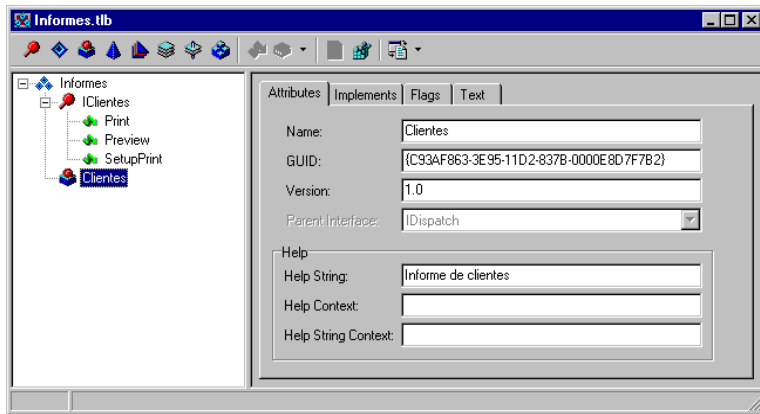 Informes.tlb
Informes
IClientes
Print
Preview
SetupPrint
Clientes
Attributes Implements Flags Text
Name: Clientes
GUID: {C93AF863-3E95-11D2-837B-0000E8D7F7B2}
Version: 1.0
Parent Interface: IDispatch
Help
Help String: Informe de clientes
Help Context:
Help String Context: